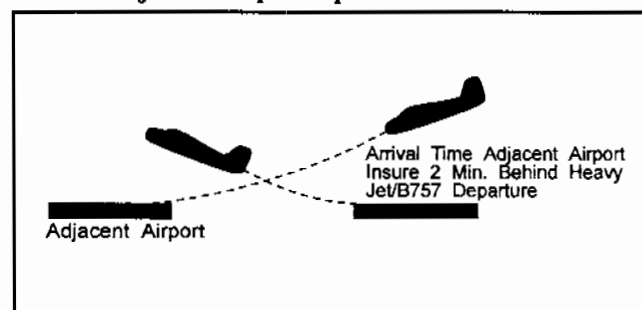 Arrival Time Adjacent Airport
Insure 2 Min. Behind Heavy
Jet/B757 Departure
Adjacent Airport